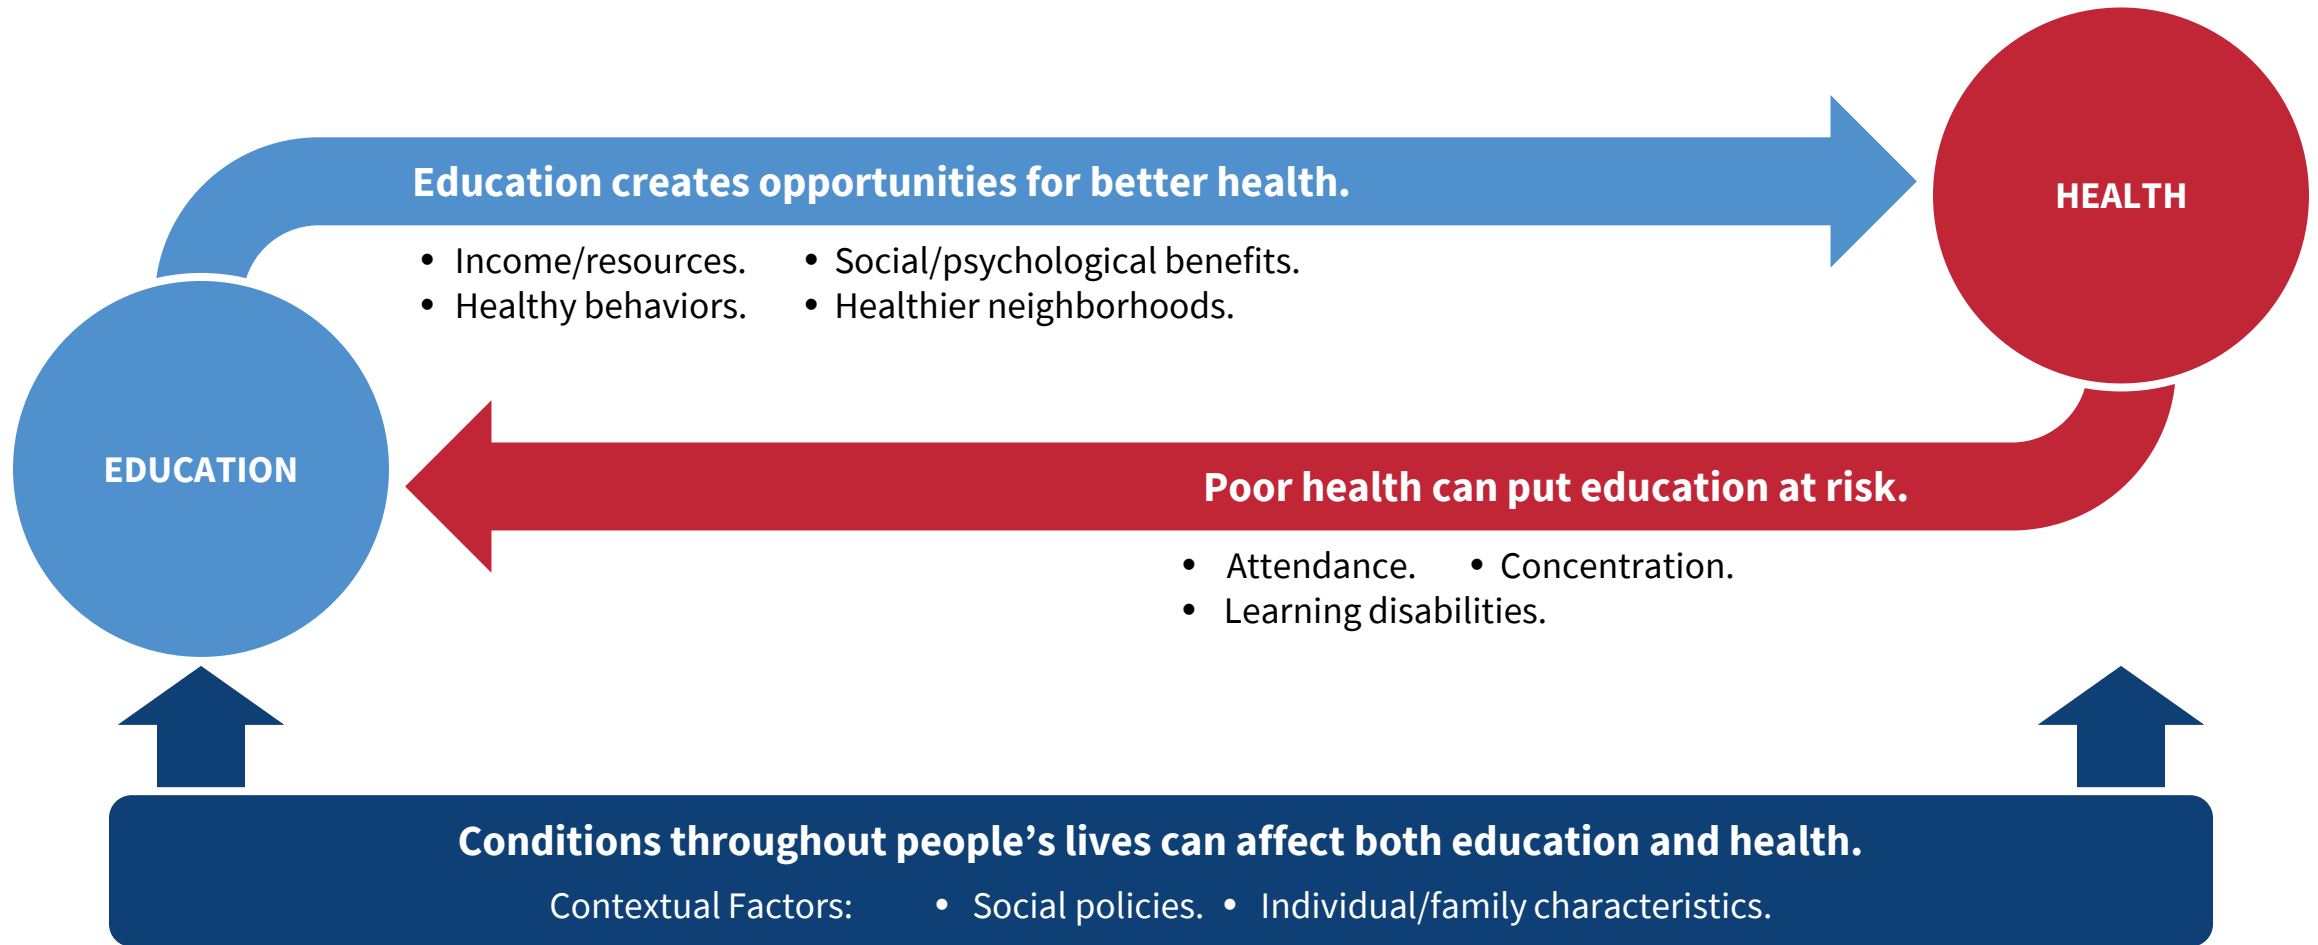 Education creates opportunities for better health.
HEALTH
• Income/resources. • Social/psychological benefits.
• Healthy behaviors. • Healthier neighborhoods.
EDUCATION
Poor health can put education at risk.
• Attendance. • Concentration.
• Learning disabilities.
Conditions throughout people’s lives can affect both education and health.
Contextual Factors: • Social policies. • Individual/family characteristics.